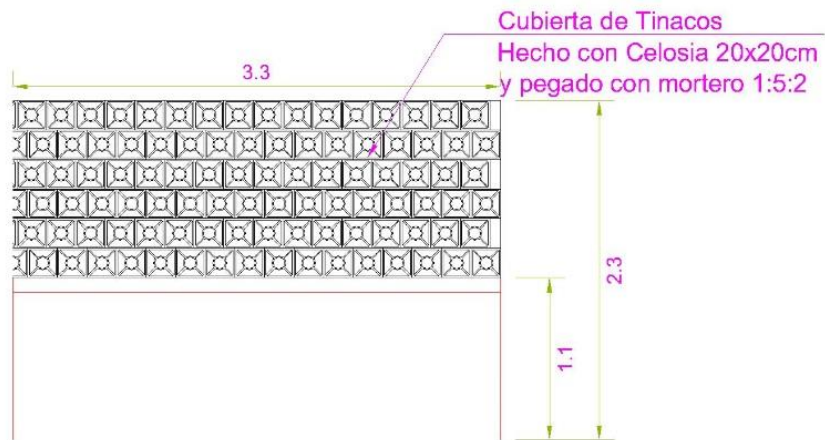 Cubierta de Tinacos
Hecho con Celosia 20x20cm
y pegado con mortero 1:5:2
3.3
2.3
1.1